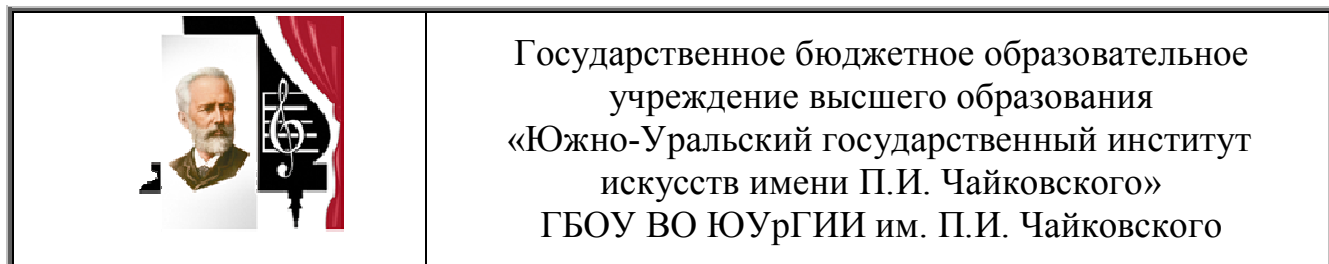 Государственное бюджетное образовательное
учреждение высшего образования
«Южно-Уральский государственный институт
искусств имени П.И. Чайковского»
ГБОУ ВО ЮУрГИИ им. П.И. Чайковского